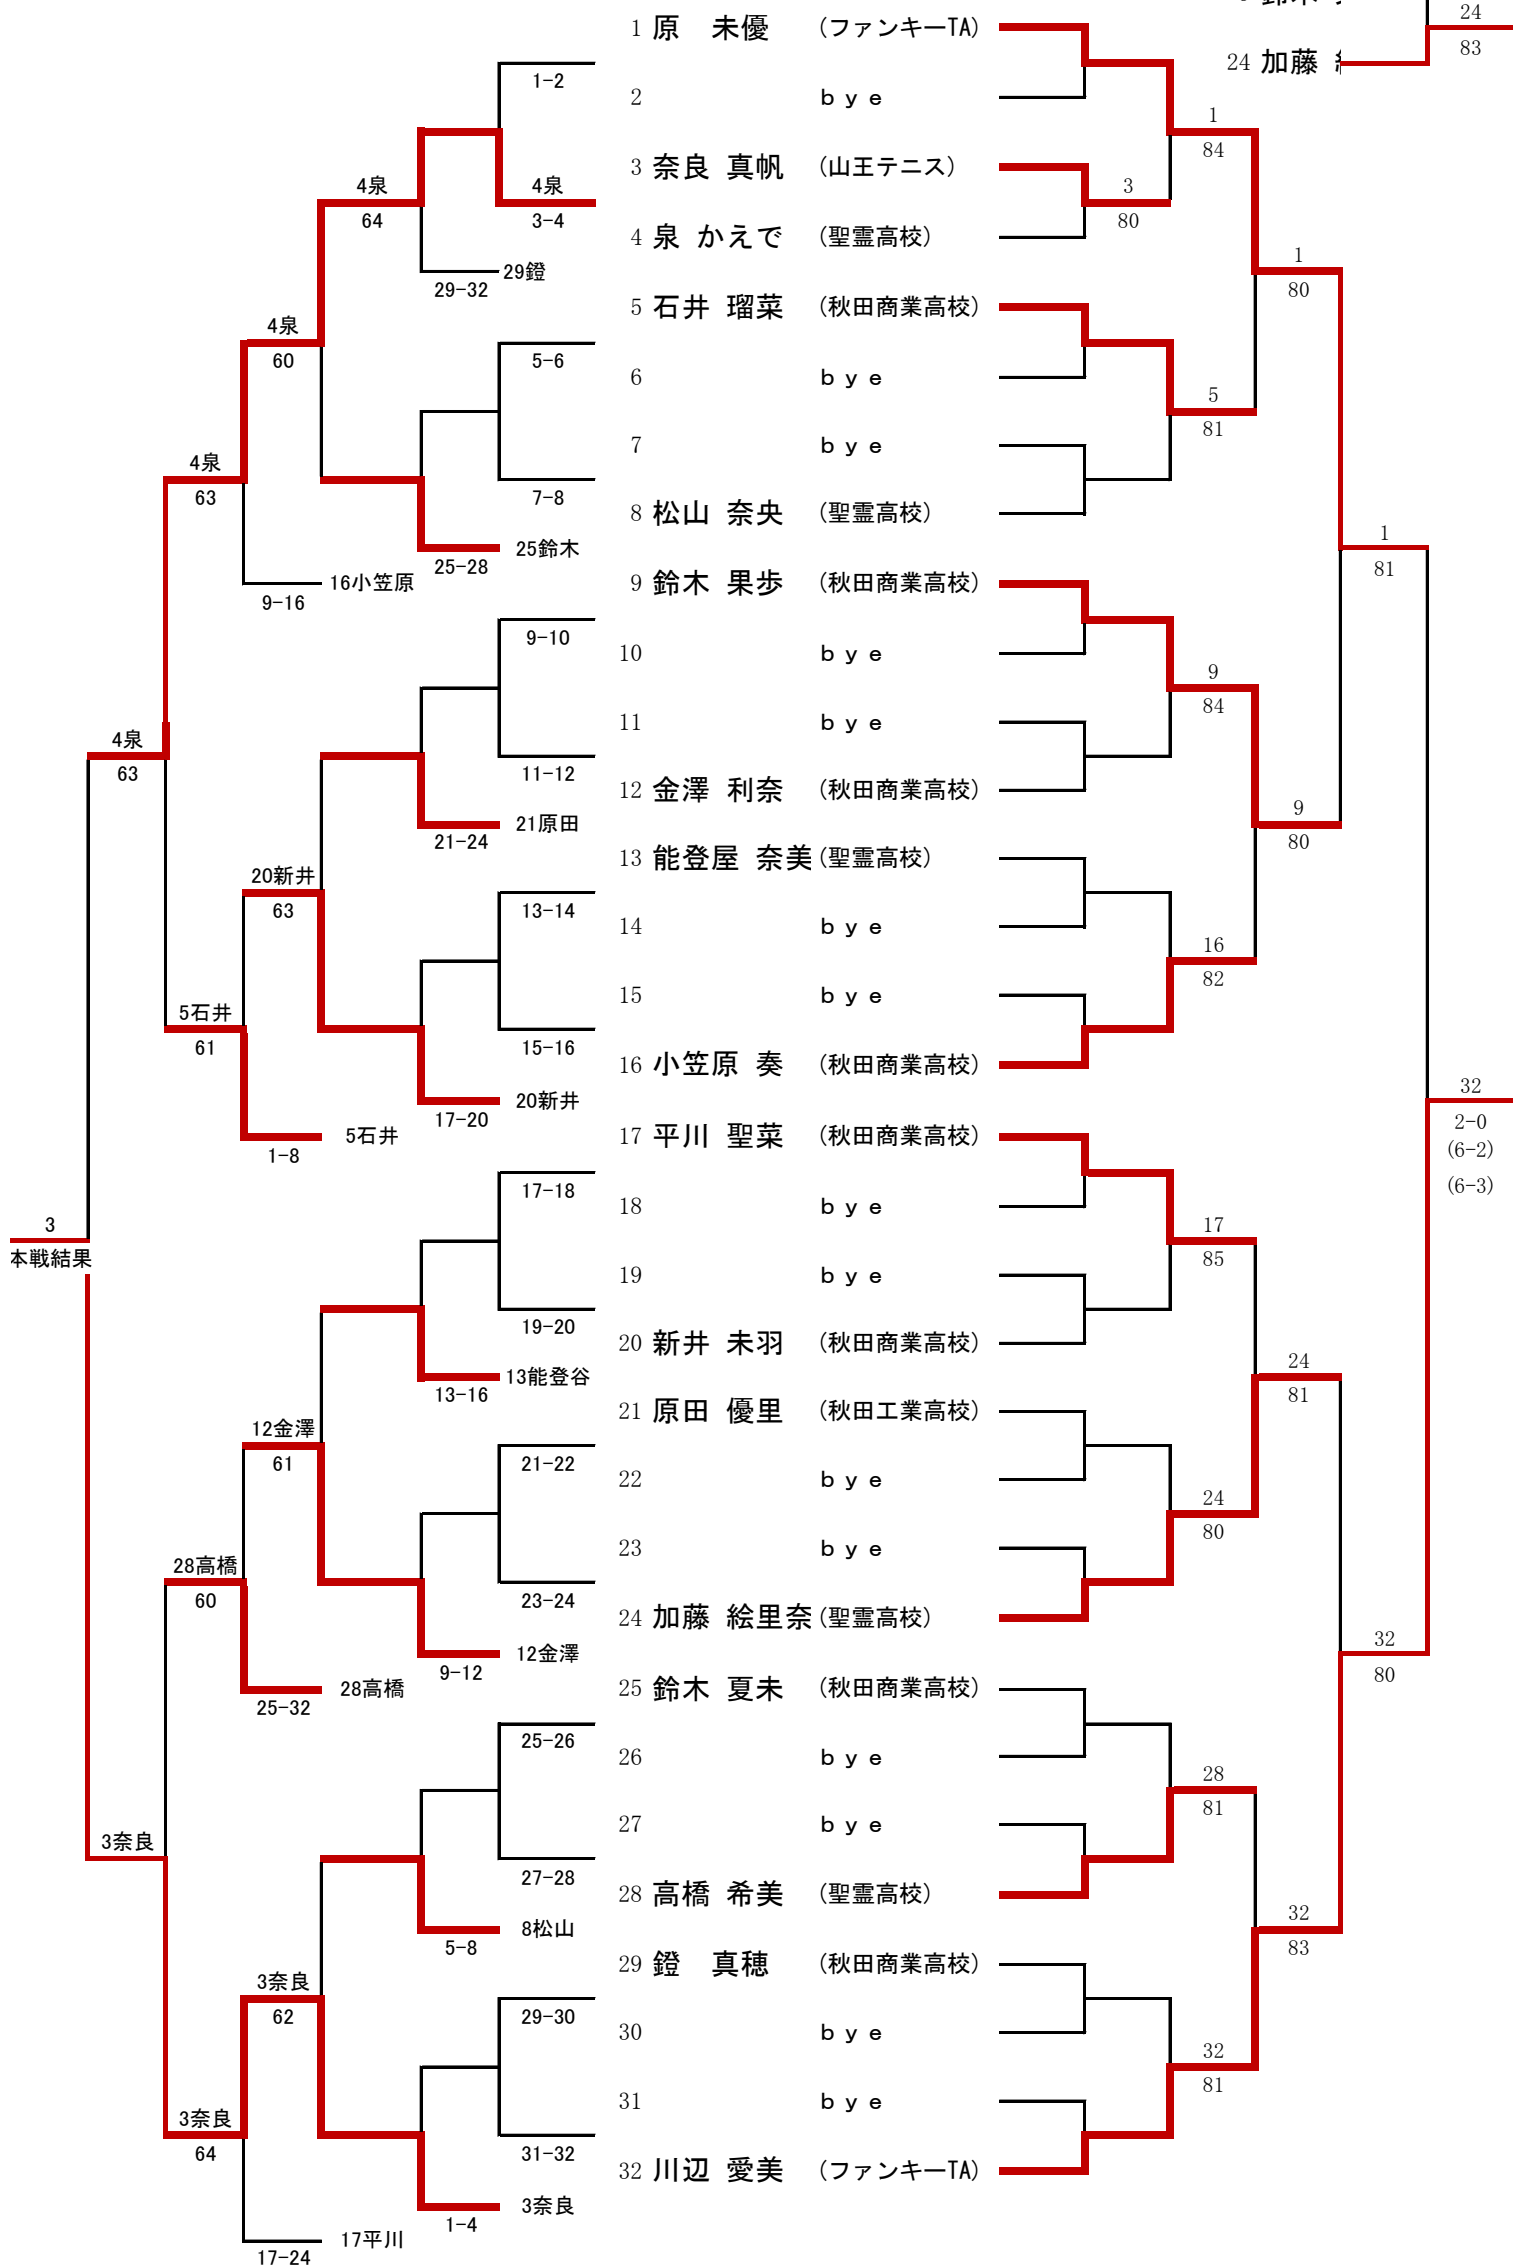 24
83
24 加藤
1 原 未優 (ファンキーTA)
2 bye
3 奈良 真帆 (山王テニス)
4 泉 かえで (聖霊高校)
5 石井 瑠菜 (秋田商業高校)
6 bye
7 bye
8 松山 奈央 (聖霊高校)
9 鈴木 果歩 (秋田商業高校)
10 bye
11 bye
12 金澤 利奈 (秋田商業高校)
13 能登屋 奈美 (聖霊高校)
14 bye
15 bye
16 小笠原 奏 (秋田商業高校)
17 平川 聖菜 (秋田商業高校)
18 bye
19 bye
20 新井 未羽 (秋田商業高校)
21 原田 優里 (秋田工業高校)
22 bye
23 bye
24 加藤 絵里奈 (聖霊高校)
25 鈴木 夏未 (秋田商業高校)
26 bye
27 bye
28 高橋 希美 (聖霊高校)
29 鐙 真穂 (秋田商業高校)
30 bye
31 bye
32 川辺 愛美 (ファンキーTA)
3
80
1
84
5
81
9
84
16
82
17
85
24
80
28
81
32
81
1
80
9
80
24
81
32
83
1
81
32
80
32
2-0
(6-2)
(6-3)
1-2
4泉
3-4
5-6
7-8
9-10
11-12
13-14
15-16
17-18
19-20
21-22
23-24
25-26
27-28
29-30
31-32
4泉
64
29鐙
29-32
25鈴木
25-28
21原田
21-24
20新井
17-20
13能登谷
13-16
12金澤
9-12
8松山
5-8
3奈良
1-4
4泉
60
16小笠原
9-16
20新井
63
5石井
1-8
12金澤
61
28高橋
25-32
3奈良
62
17平川
17-24
4泉
63
5石井
61
28高橋
60
3奈良
64
4泉
63
3奈良
3
本戦結果